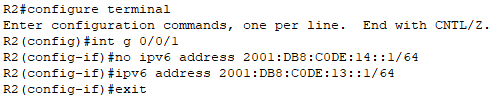 R2#configure terminal
Enter configuration commands, one per line.  End with CNTL/Z.
R2(config)#int g 0/0/1
R2(config-if)#no ipv6 address 2001:DB8:C0DE:14::1/64
R2(config-if)#ipv6 address 2001:DB8:C0DE:13::1/64
R2(config-if)#exit